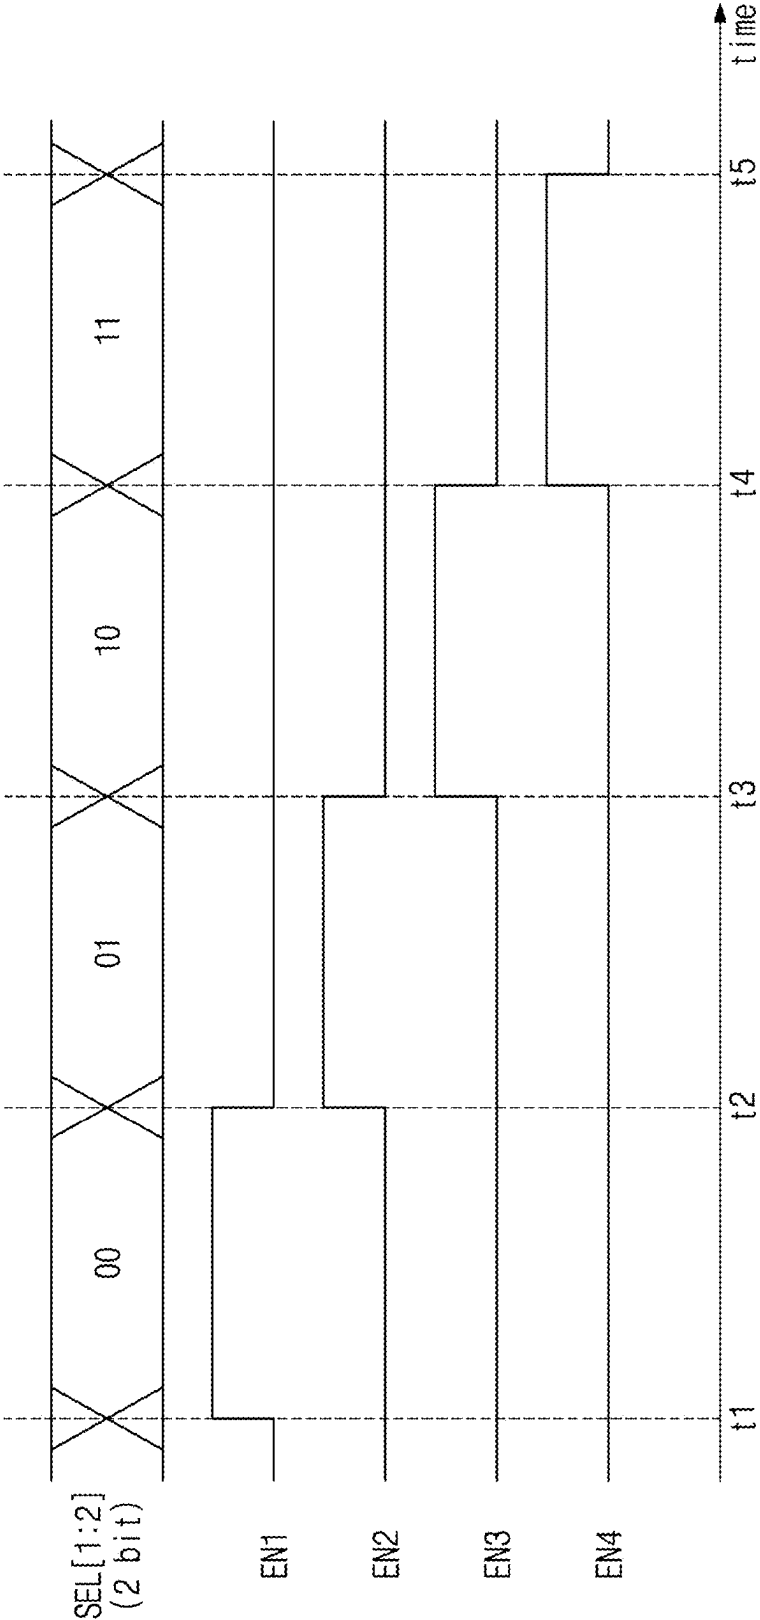 SEL[1:2]
(2 bit)
00
01
10
11
EN1
EN2
EN3
EN4
t1
t2
t3
t4
t5
time